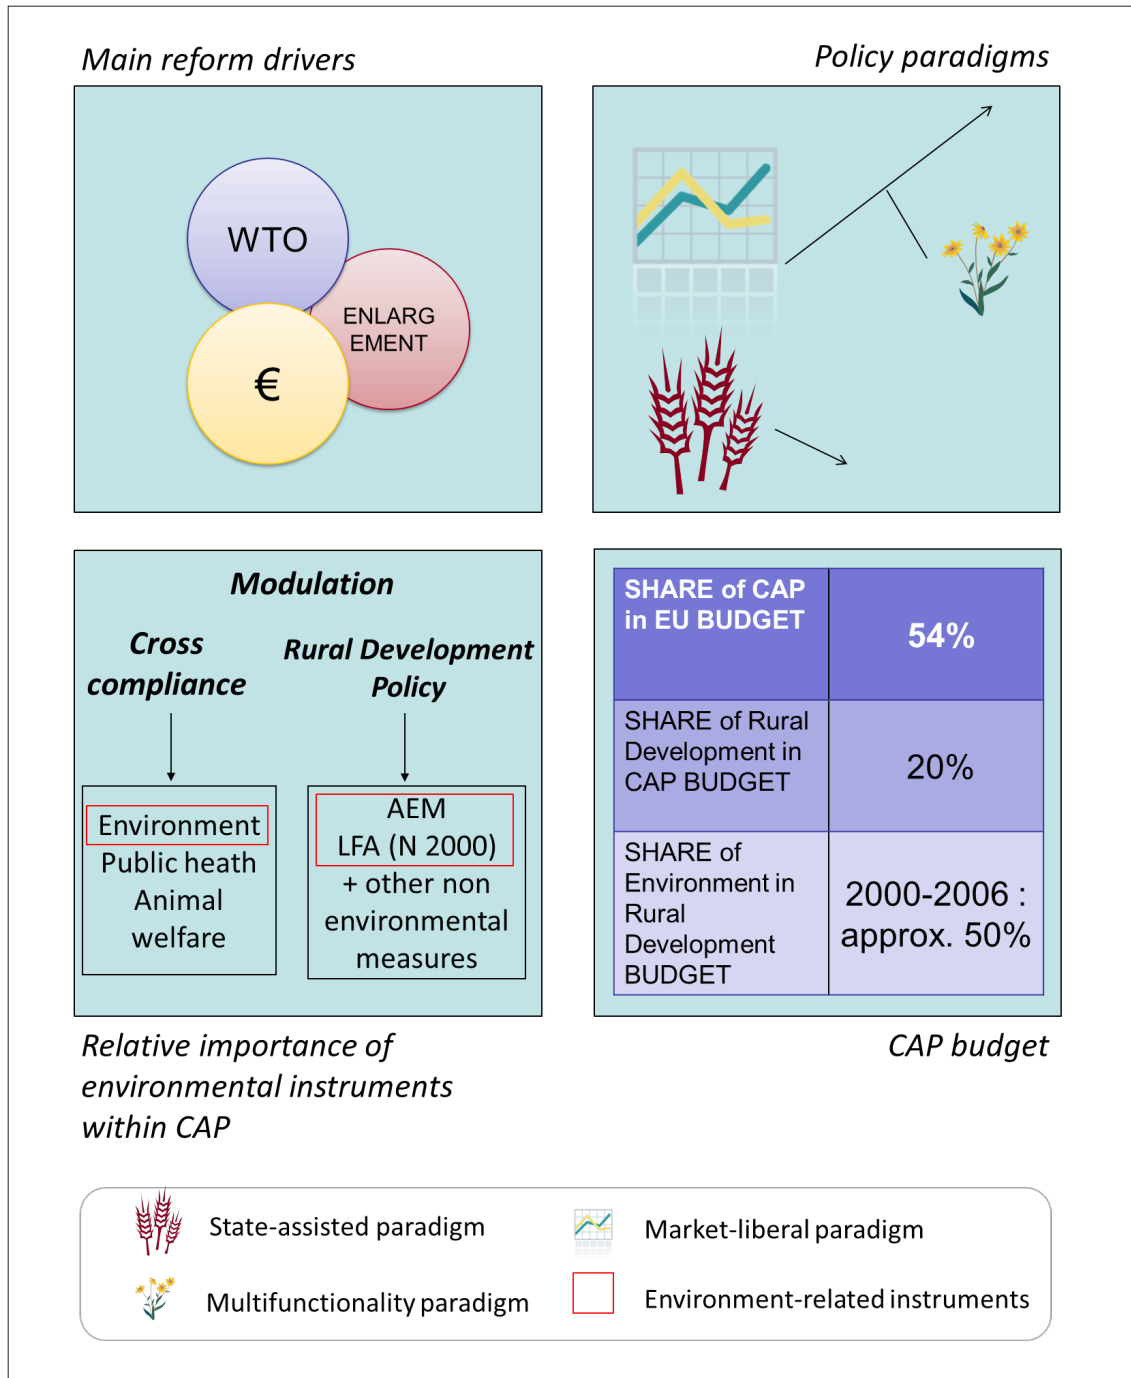 Main reform drivers
Policy paradigms
WTO
ENLARG
EMENT
€
Modulation
Cross
compliance
Rural Development
Policy
Environment
Public heath
Animal
welfare
AEM
LFA (N 2000)
+ other non
environmental
measures
SHARE of CAP
in EU BUDGET
54%
SHARE of Rural
Development in
CAP BUDGET
20%
SHARE of
Environment in
Rural
Development
BUDGET
2000-2006 :
approx. 50%
Relative importance of
environmental instruments
within CAP
CAP budget
State-assisted paradigm
Market-liberal paradigm
Multifunctionality paradigm
Environment-related instruments